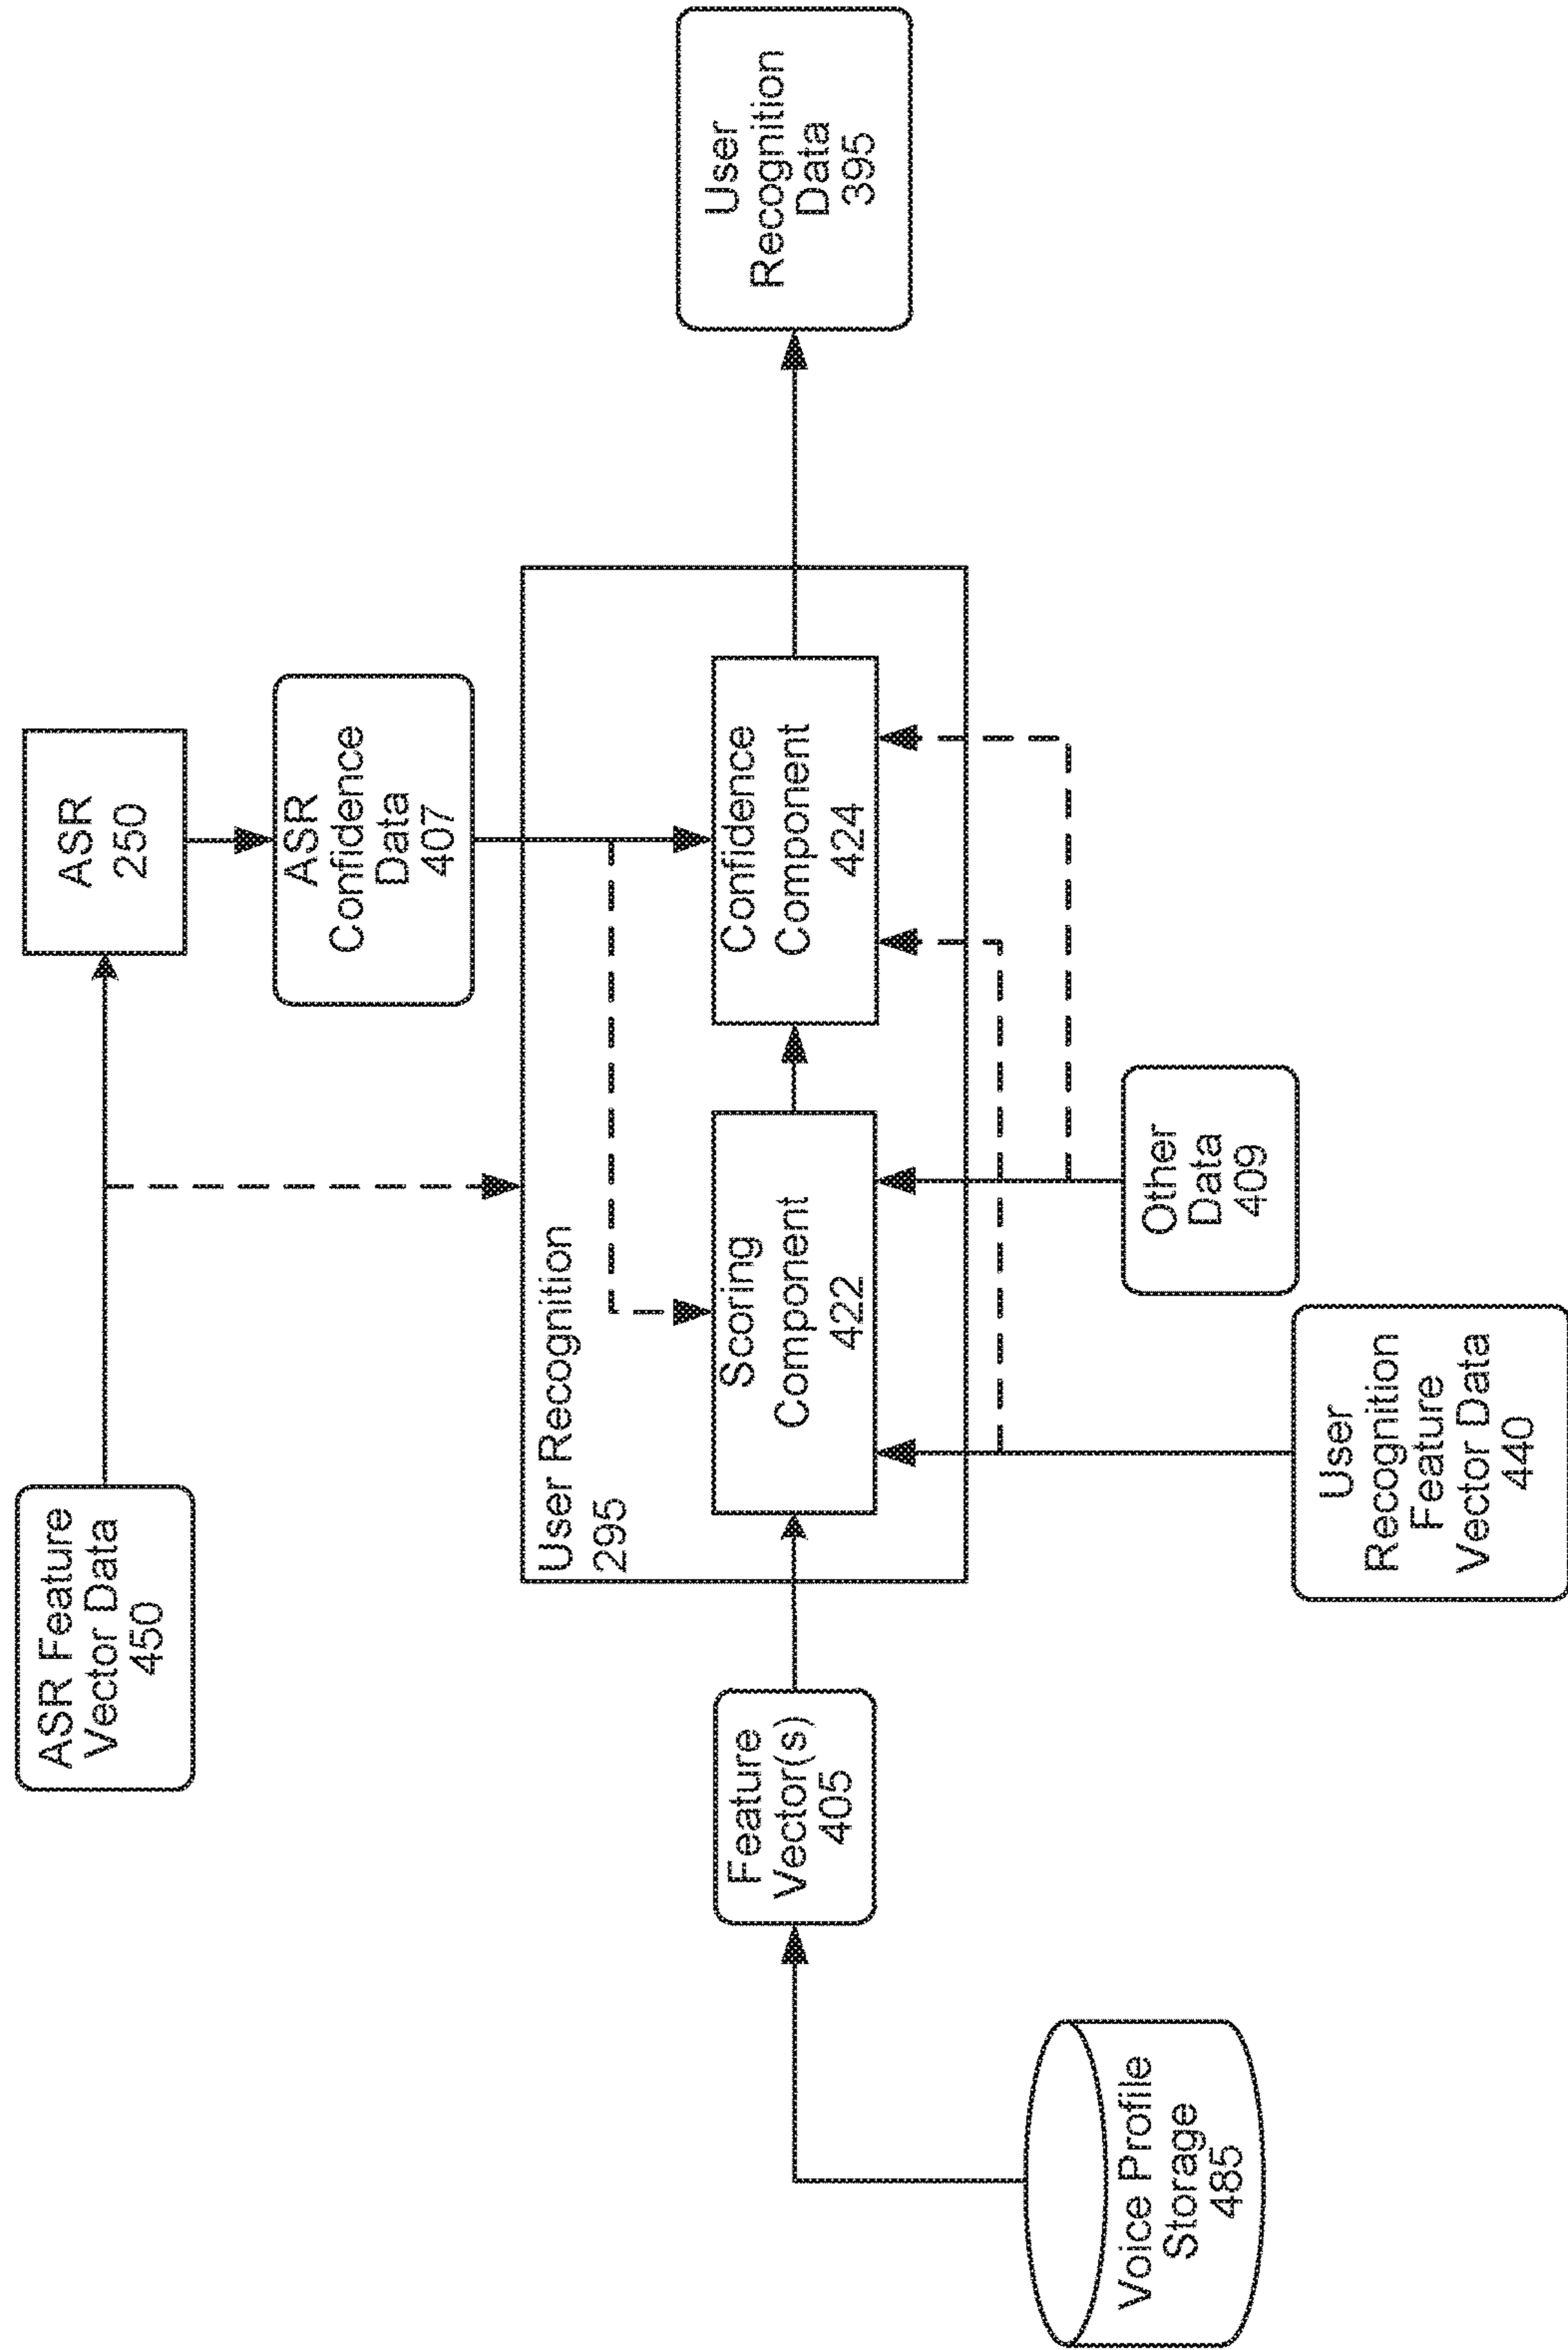 ASR Feature
Vector Data
450
ASR
250
ASR
Confidence
Data
407
User Recognition
295
Voice Profile
Storage
485
Feature
Vector(s)
405
Scoring
Component
422
Confidence
Component
424
User
Recognition
Data
395
User
Recognition
Feature
Vector Data
440
Other
Data
409